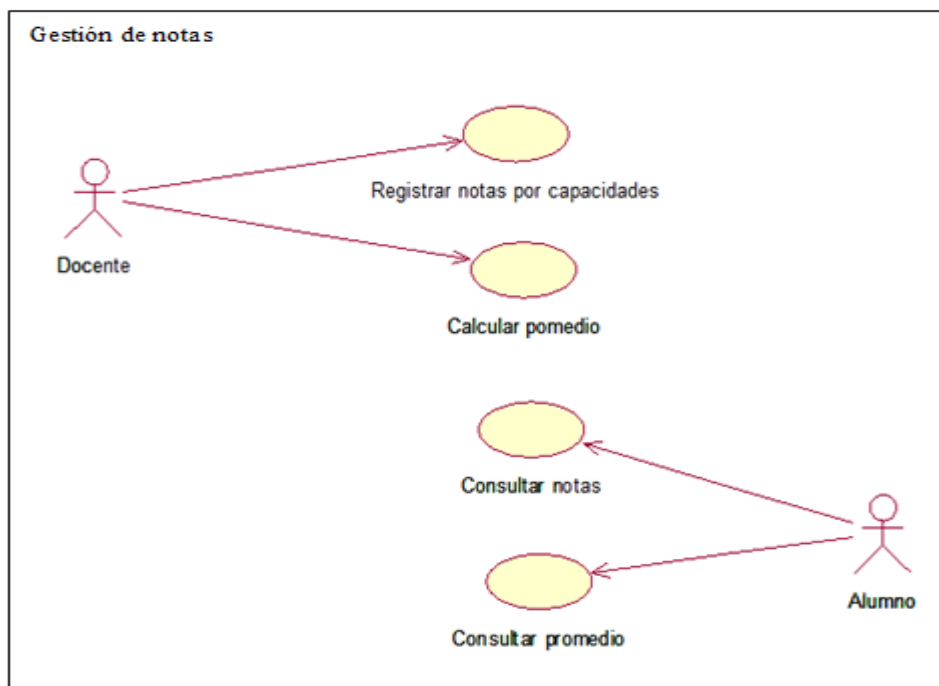 Gestión de notas
Registrar notas por capacidades
Docente
Calcular pomedio
Consultar notas
Alumno
Consultar promedio